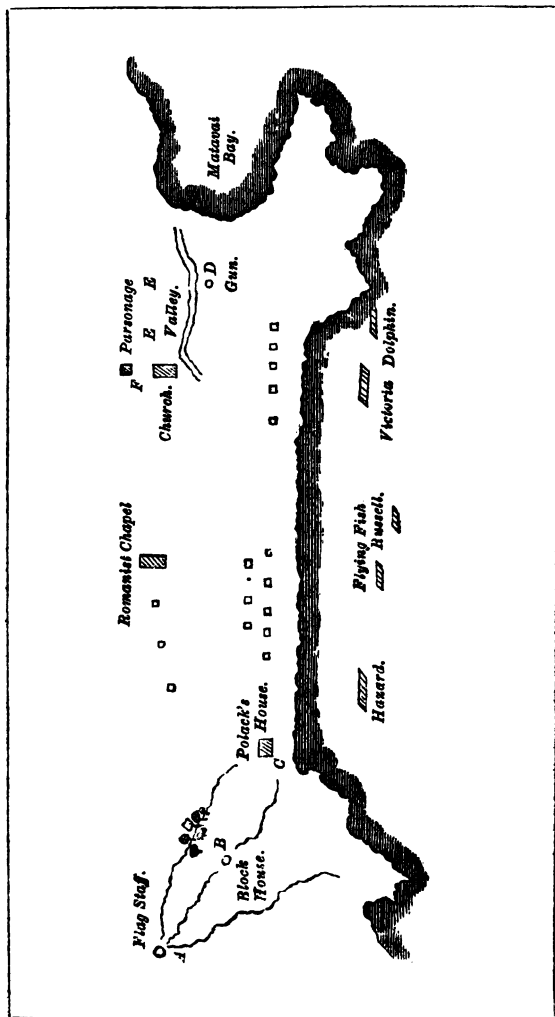 Flag Staff.
A
B
Block
House.
Polack's
House.
C
Romanist Chapel
F Parsonage
E E
Church. Valley.
D
Gun.
Matavai
Bay.
Hazard.
Flying Fish
Russell.
Victoria
Dolphin.